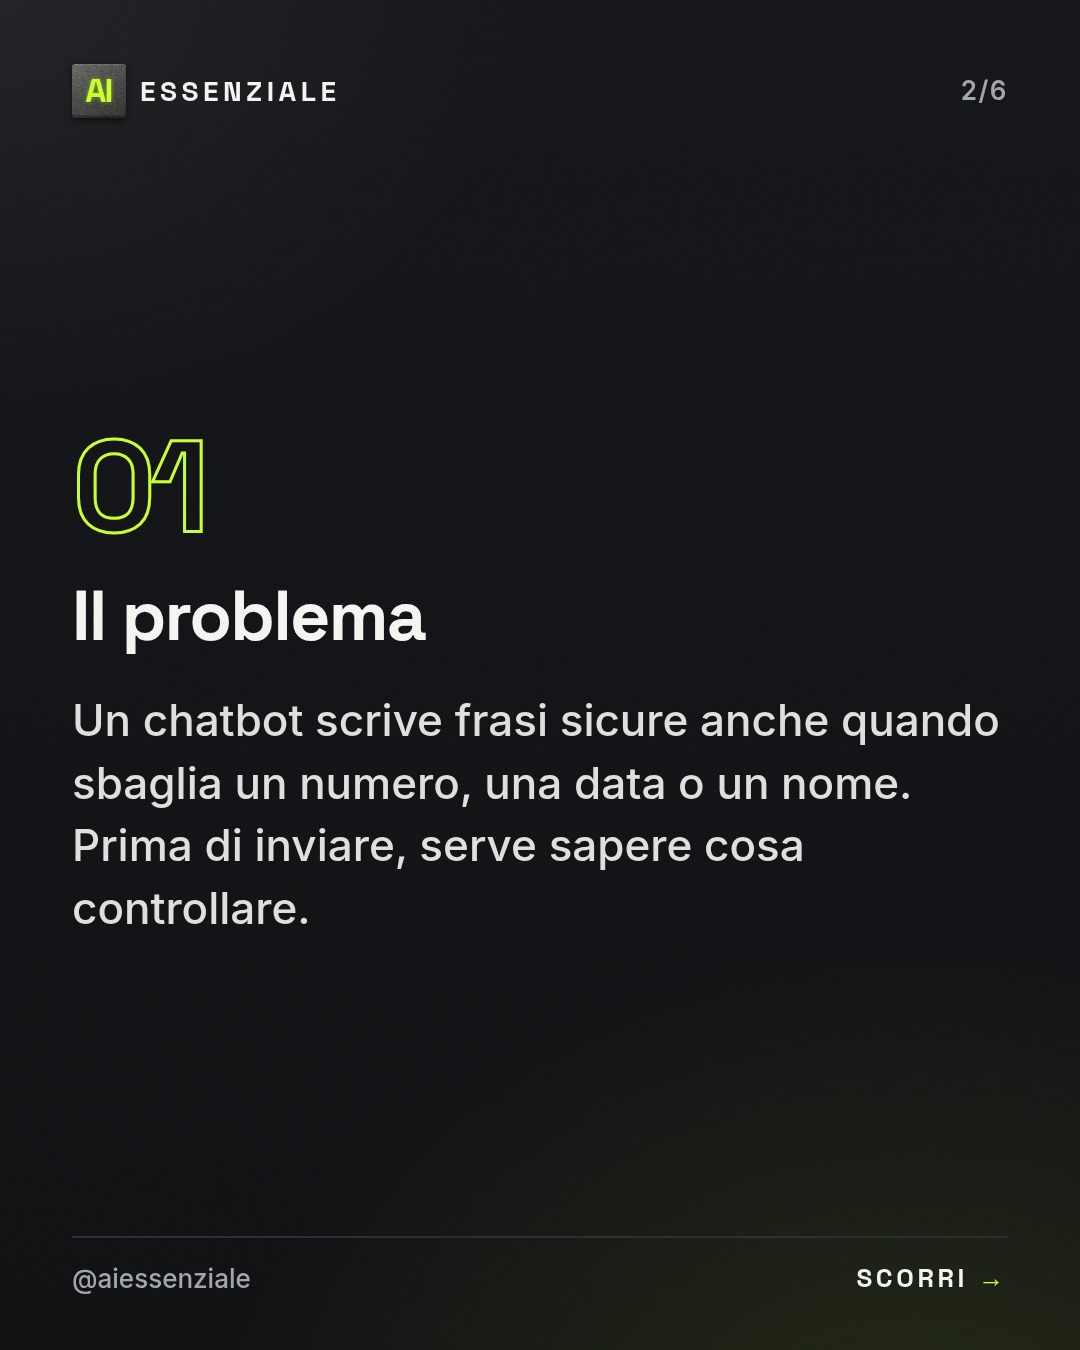 AI ESSENZIALE
2/6
01
Il problema
Un chatbot scrive frasi sicure anche quando
sbaglia un numero, una data o un nome.
Prima di inviare, serve sapere cosa
controllare.
@aiessenziale
SCORRI →